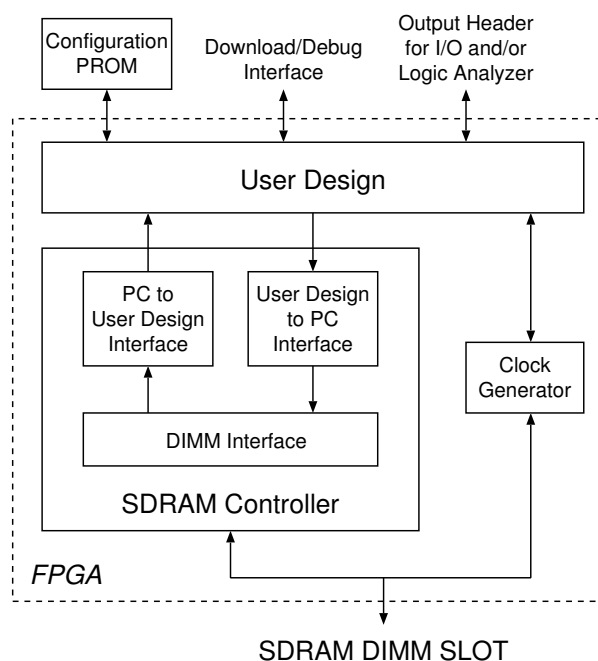 Configuration
PROM
Download/Debug
Interface
Output Header
for I/O and/or
Logic Analyzer
User Design
PC to
User Design
Interface
User Design
to PC
Interface
Clock
Generator
DIMM Interface
SDRAM Controller
FPGA
SDRAM DIMM SLOT